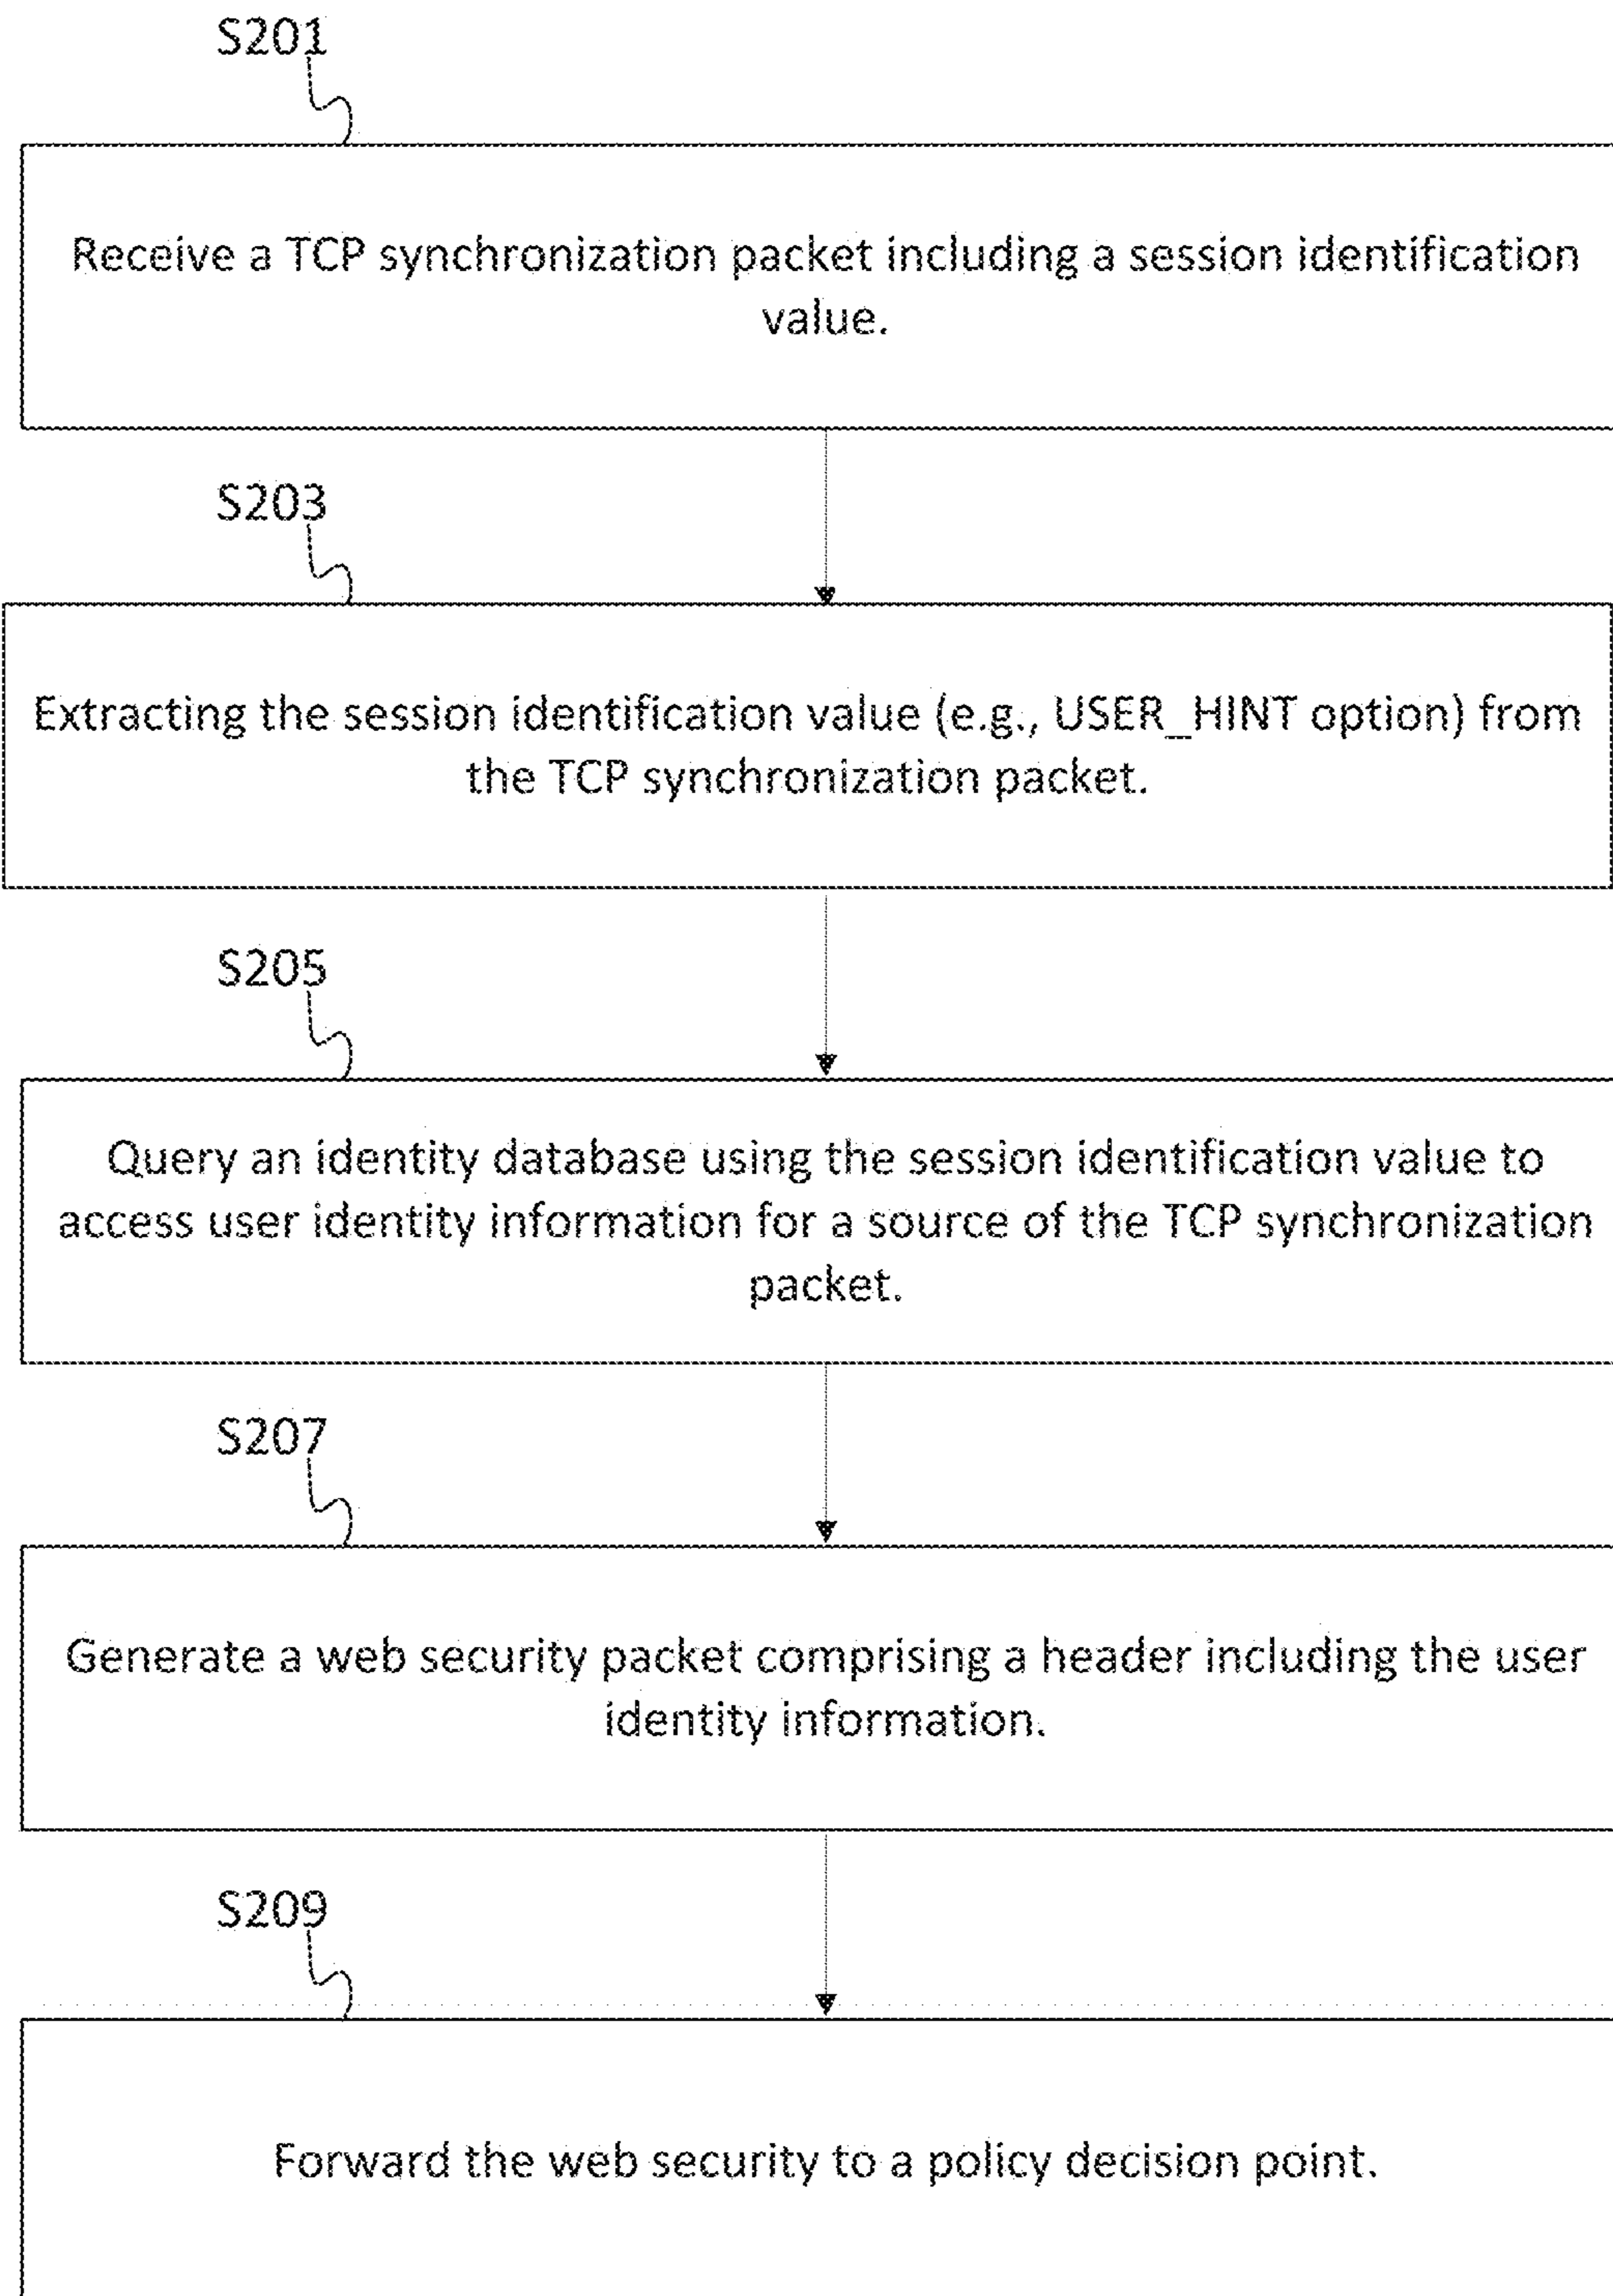 S201
Receive a TCP synchronization packet including a session identification
value.
S203
Extracting the session identification value (e.g., USER_HINT option) from
the TCP synchronization packet.
S205
Query an identity database using the session identification value to
access user identity information for a source of the TCP synchronization
packet.
S207
Generate a web security packet comprising a header including the user
identity information.
S209
Forward the web security to a policy decision point.